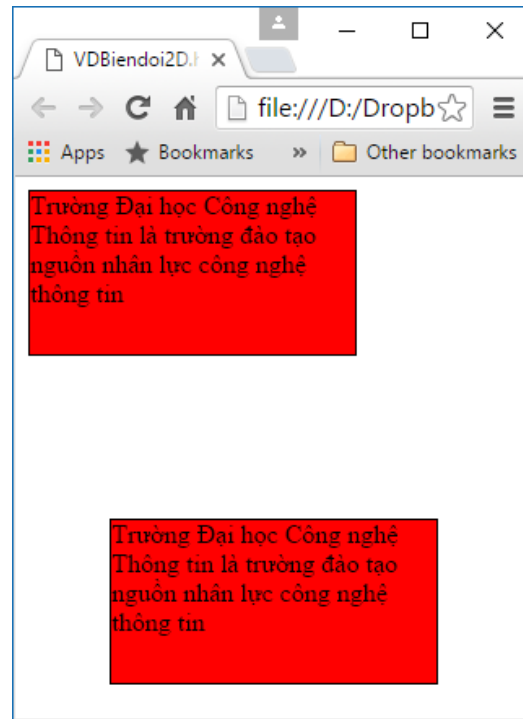 VDBiendoi2D.h
file:///D:/Dropb
Apps Bookmarks » Other bookmarks
Trường Đại học Công nghệ
Thông tin là trường đào tạo
nguồn nhân lực công nghệ
thông tin
Trường Đại học Công nghệ
Thông tin là trường đào tạo
nguồn nhân lực công nghệ
thông tin